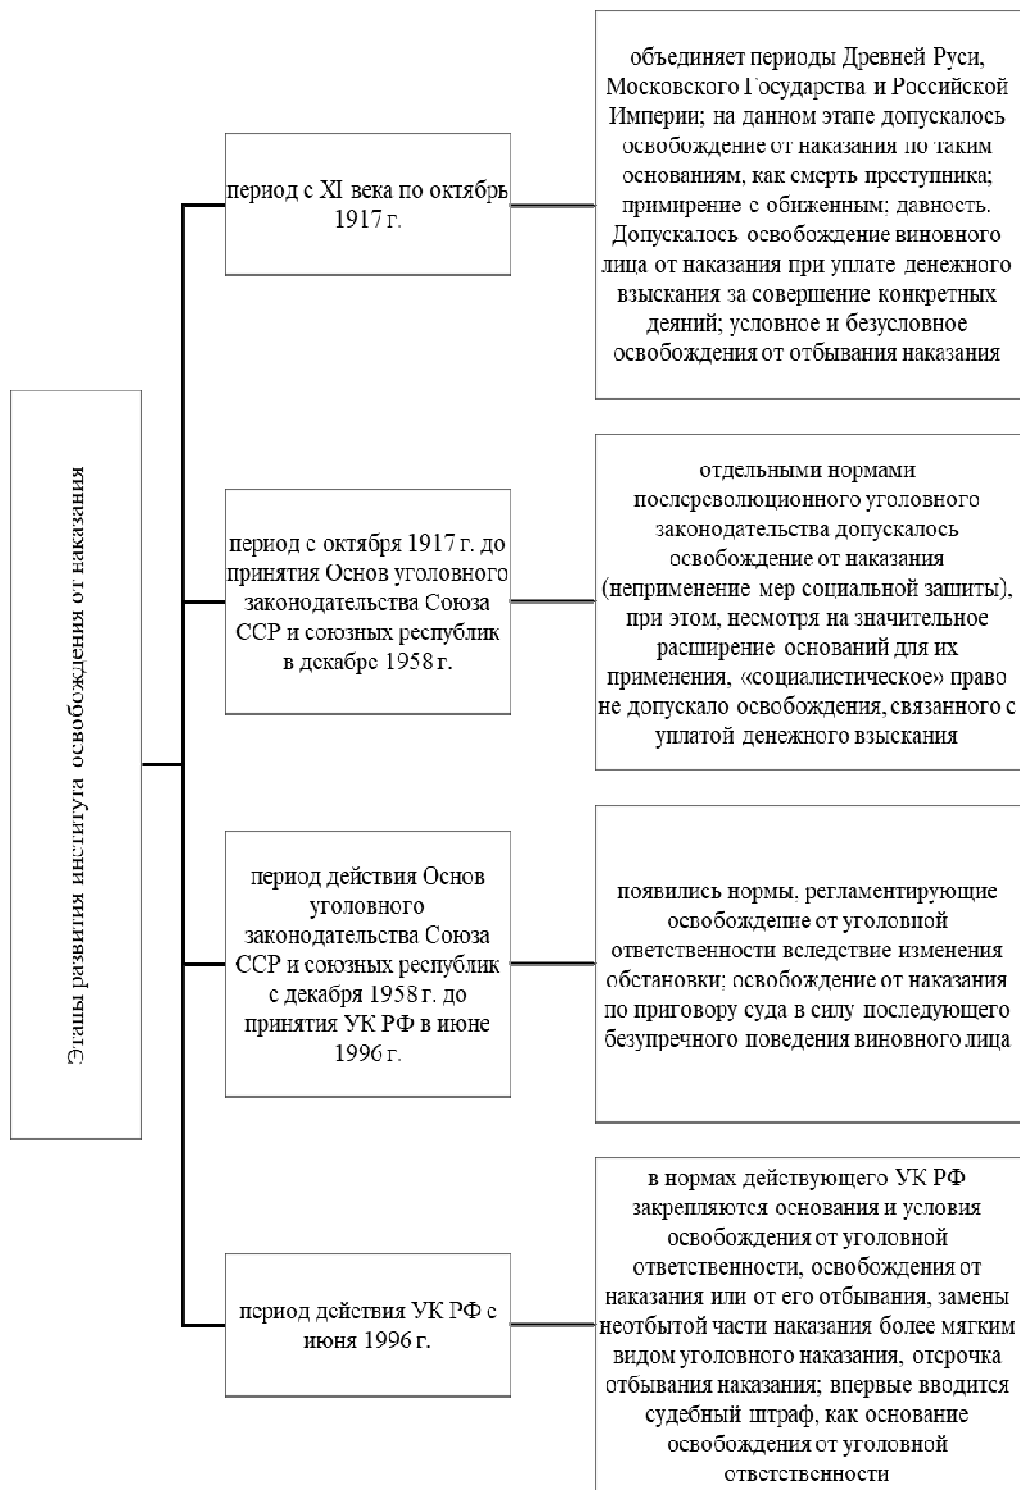 Этапы развития института освобождения от наказания
период с XI века по октябрь
1917 г.
объединяет периоды Древней Руси,
Московского Государства и Российской
Империи; на данном этапе допускалось
освобождение от наказания по таким
основаниям, как смерть преступника;
примирение с обиженным; давность.
Допускалось освобождение виновного
лица от наказания при уплате денежного
взыскания за совершение конкретных
деяний; условное и безусловное
освобождения от отбывания наказания
период с октября 1917 г. до
принятия Основ уголовного
законодательства Союза
ССР и союзных республик
в декабре 1958 г.
отдельными нормами
послереволюционного уголовного
законодательства допускалось
освобождение от наказания
(неприменение мер социальной защиты),
при этом, несмотря на значительное
расширение оснований для их
применения, «социалистическое» право
не допускало освобождения, связанного с
уплатой денежного взыскания
период действия Основ
уголовного
законодательства Союза
ССР и союзных республик
с декабря 1958 г. до
принятия УК РФ в июне
1996 г.
появились нормы, регламентирующие
освобождение от уголовной
ответственности вследствие изменения
обстановки; освобождение от наказания
по приговору суда в силу последующего
безупречного поведения виновного лица
период действия УК РФ с
июня 1996 г.
в нормах действующего УК РФ
закрепляются основания и условия
освобождения от уголовной
ответственности, освобождения от
наказания или от его отбывания, замены
неотбытой части наказания более мягким
видом уголовного наказания, отсрочка
отбывания наказания; впервые вводится
судебный штраф, как основание
освобождения от уголовной
ответственности